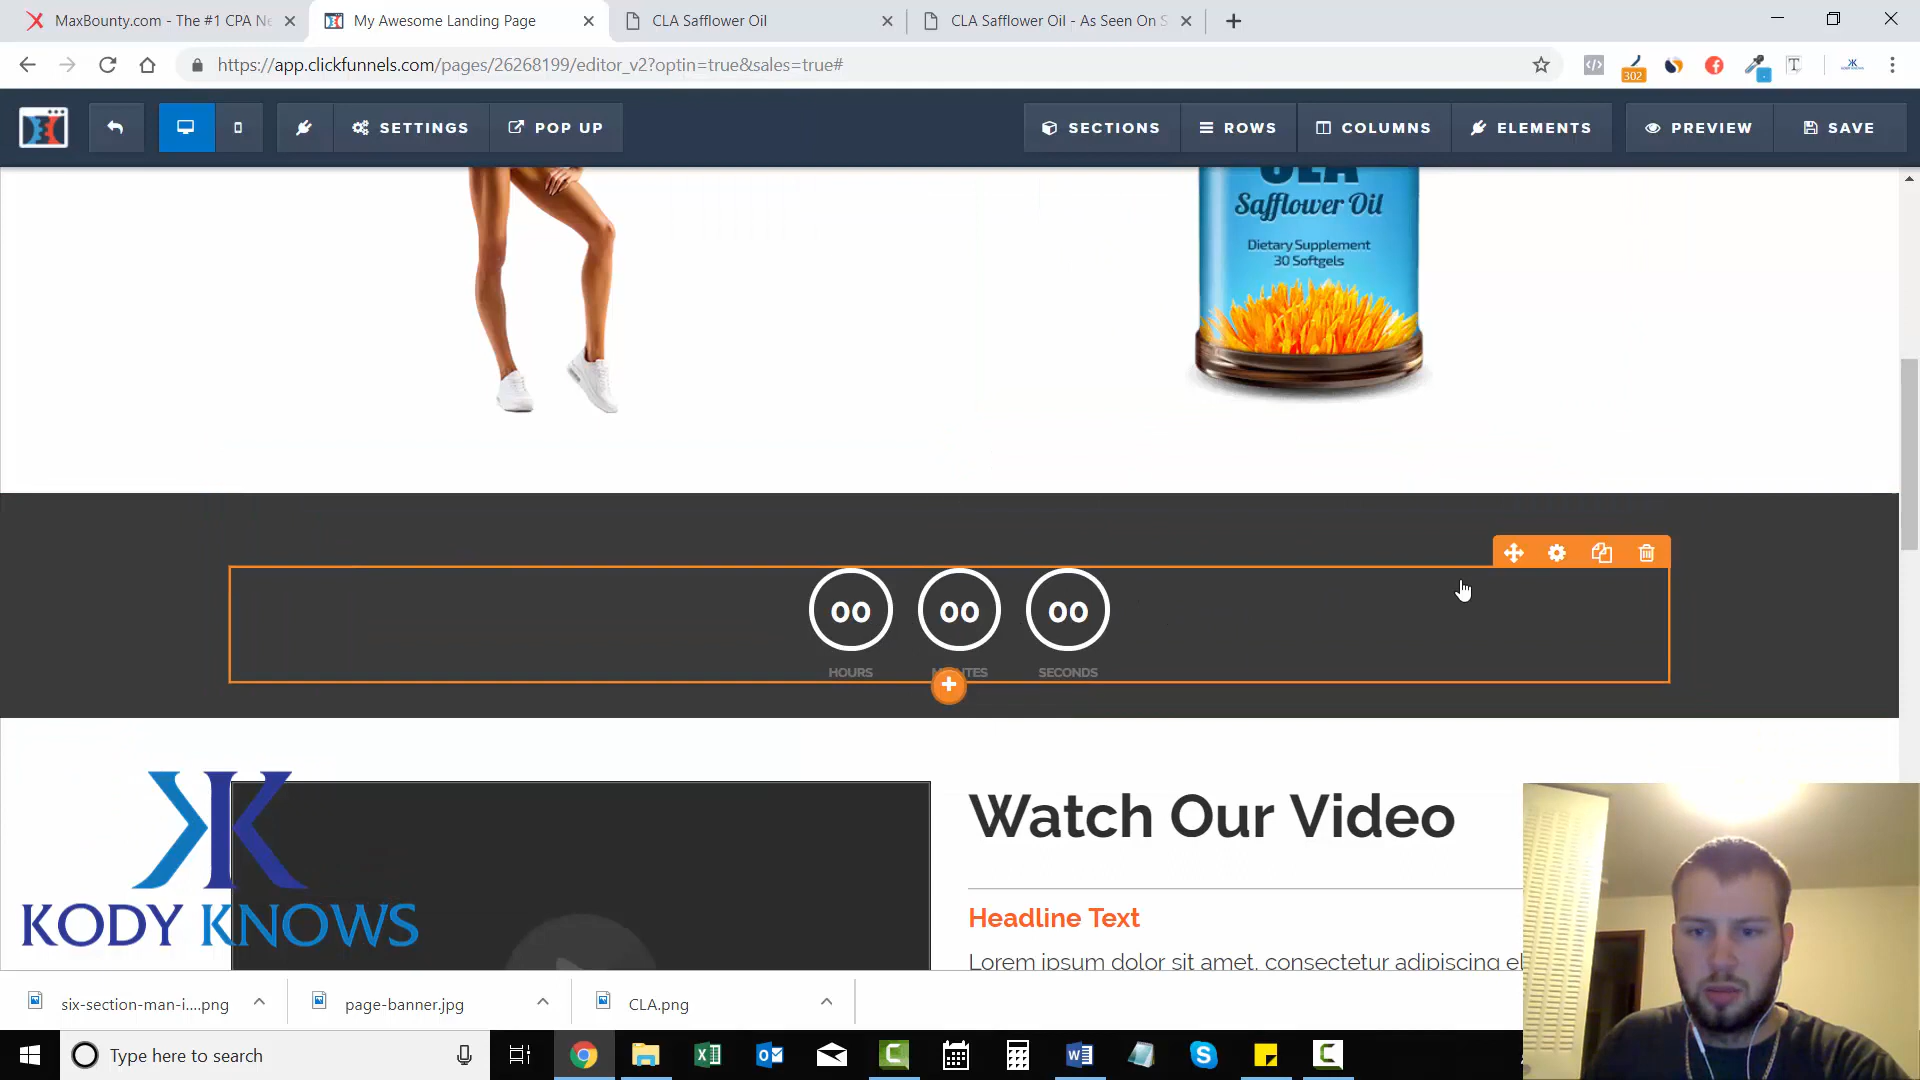 MaxBounty.com - The #1 CPA Ne
My Awesome Landing Page
CLA Safflower Oil
CLA Safflower Oil - As Seen On S
https://app.clickfunnels.com/pages/26268199/editor_v2?optin=true&sales=true#
302
SETTINGS
POP UP
SECTIONS
ROWS
COLUMNS
ELEMENTS
PREVIEW
SAVE
CLA
Safflower Oil
Dietary Supplement
30 Softgels
00
00
00
HOURS
SECONDS
Watch Our Video
Headline Text
Lorem ipsum dolor sit amet, consectetur adipiscing el
KODY KNOWS
six-section-man-i....png
page-banner.jpg
CLA.png
Type here to search